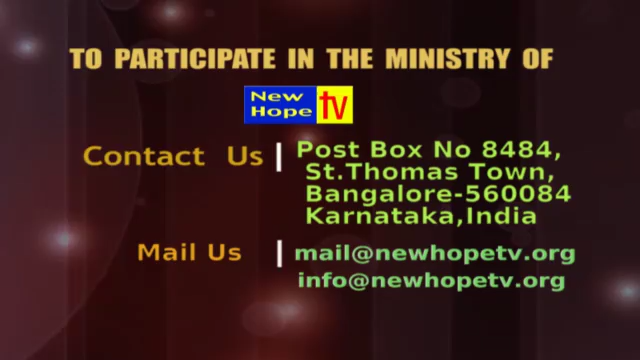 TO PARTICIPATE IN THE MINISTRY OF
New
Hope tv
Contact Us | Post Box No 8484,
St.Thomas Town,
Bangalore-560084
Karnataka,India
Mail Us | mail@newhopetv.org
info@newhopetv.org